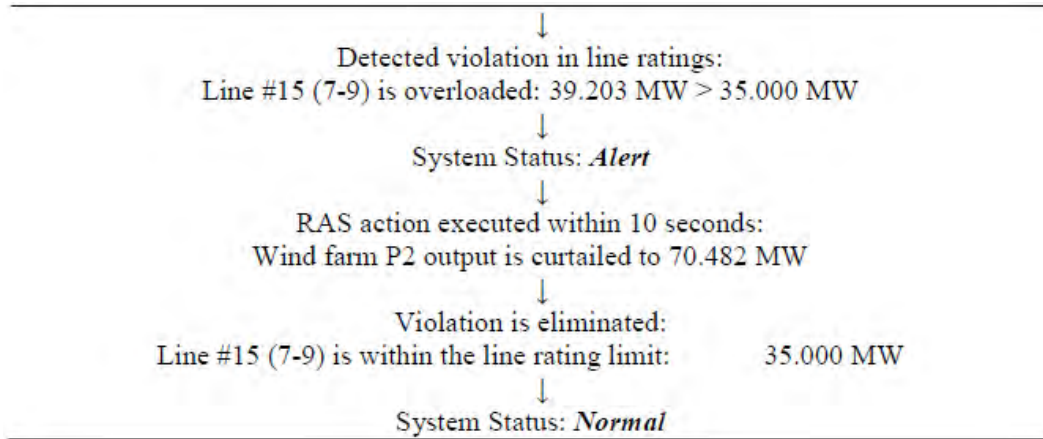 ↓
Detected violation in line ratings:
Line #15 (7-9) is overloaded: 39.203 MW > 35.000 MW
↓
System Status: Alert
↓
RAS action executed within 10 seconds:
Wind farm P2 output is curtailed to 70.482 MW
↓
Violation is eliminated:
Line #15 (7-9) is within the line rating limit: 35.000 MW
↓
System Status: Normal